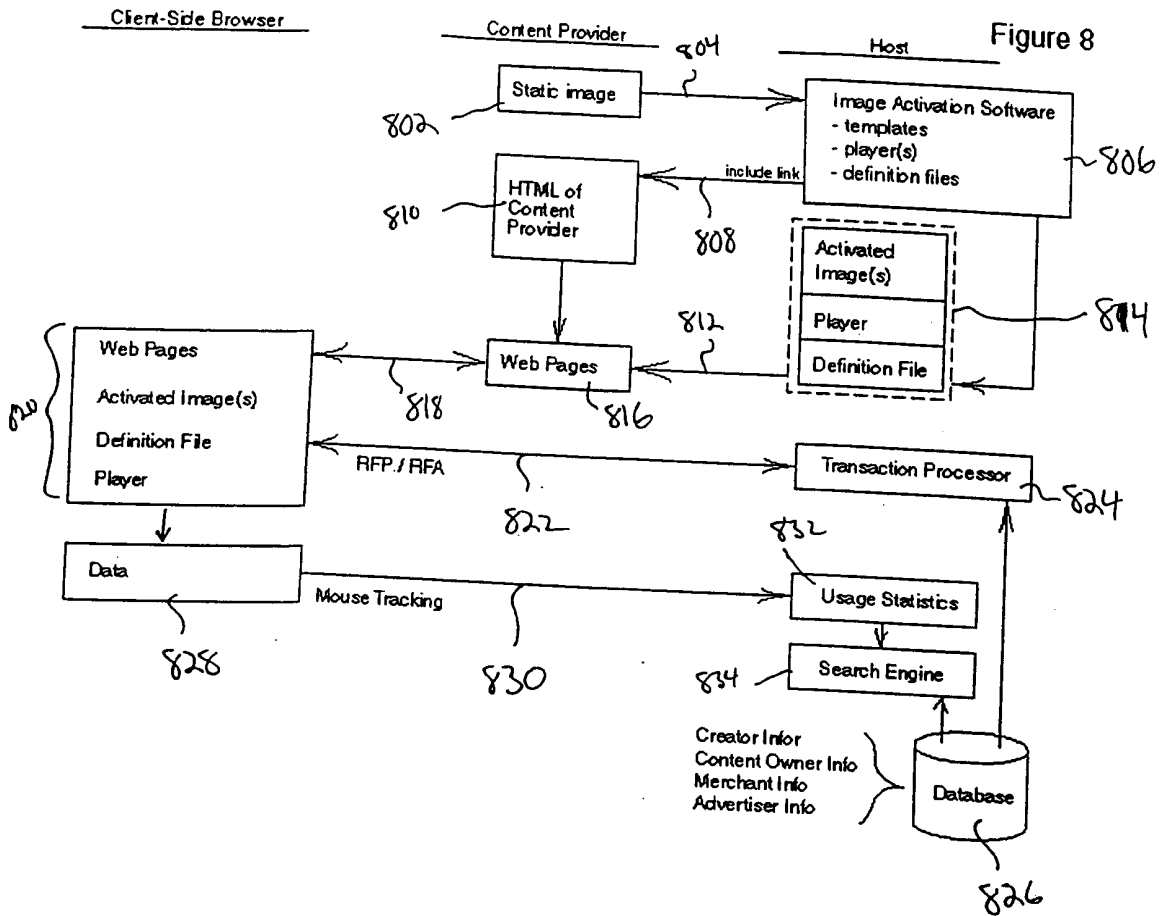 Client-Side Browser
Content Provider
Host
Figure 8
804
Static image
802
Image Activation Software
- templates
- player(s)
- definition files
806
include link
808
HTML of
Content
Provider
810
Activated
Image(s)
Player
Definition File
814
812
Web Pages
816
818
Web Pages
Activated Image(s)
Definition File
Player
820
RFP./RFA
822
Transaction Processor
824
Data
828
Mouse Tracking
830
832
Usage Statistics
Search Engine
834
Creator Infor
Content Owner Info
Merchant Info
Advertiser Info
Database
826